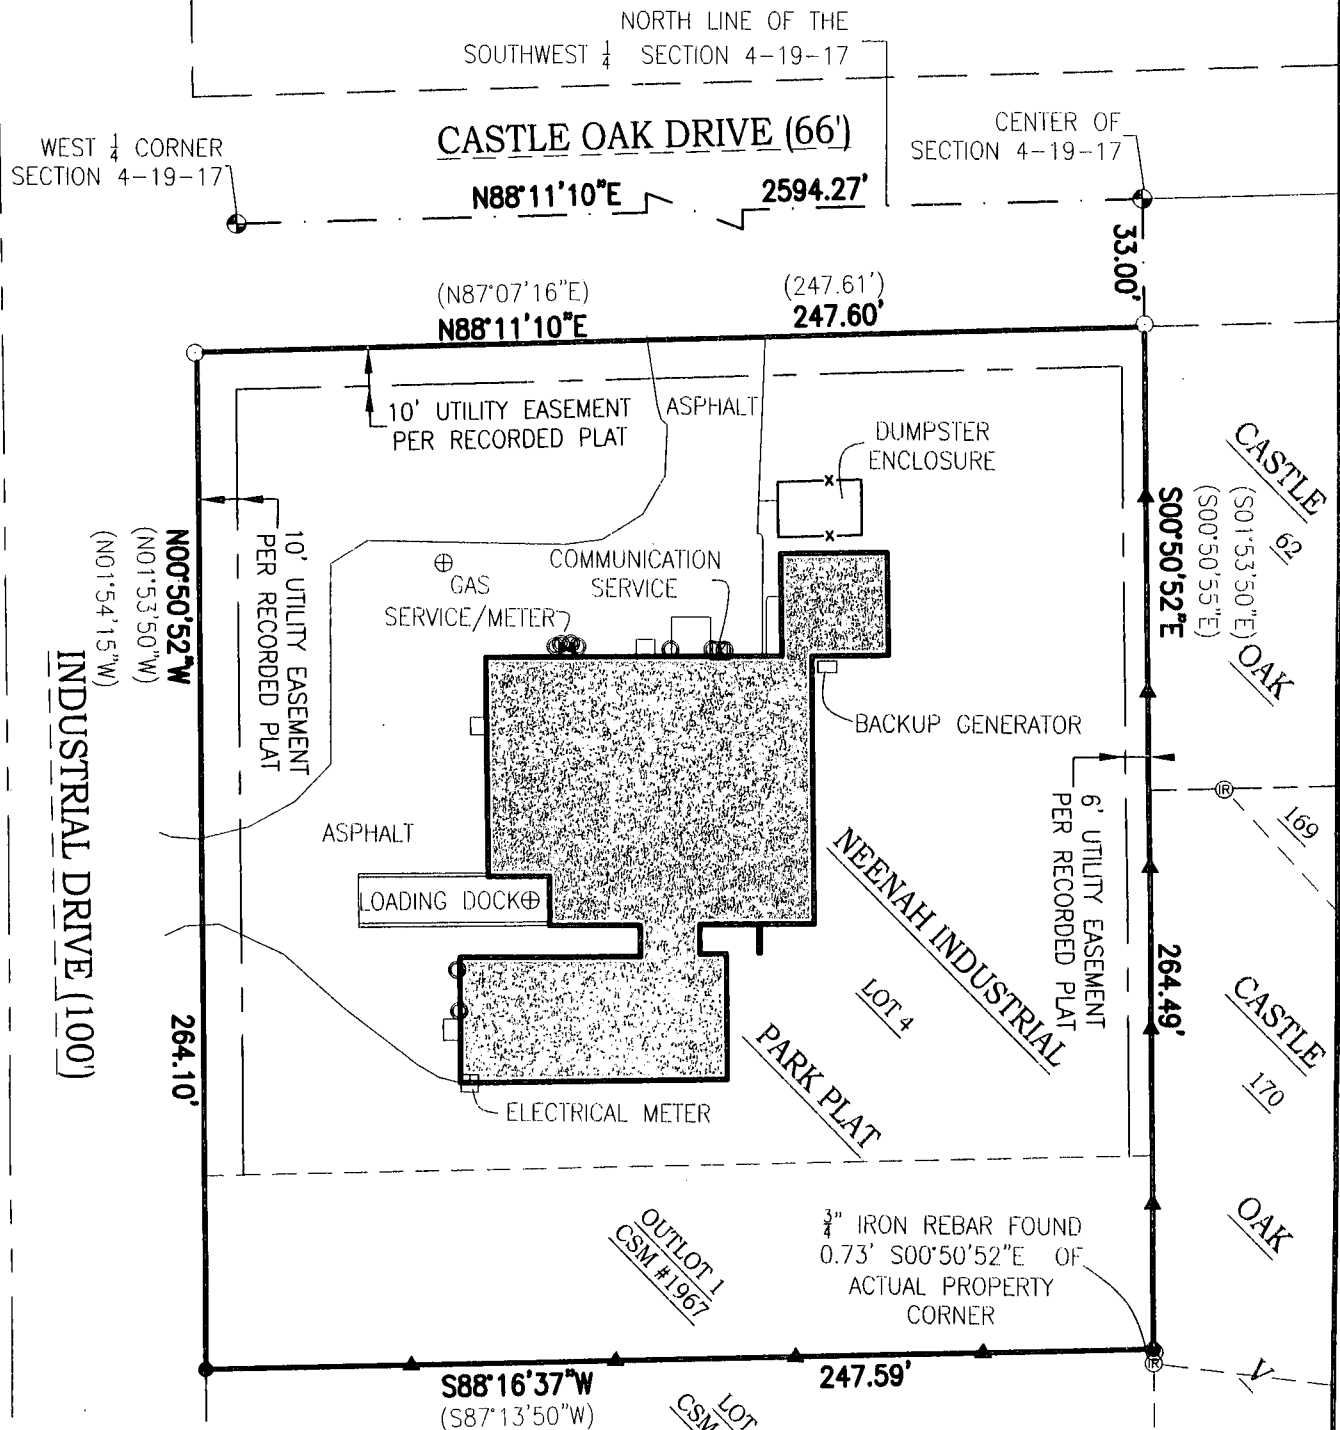 NORTH LINE OF THE
SOUTHWEST ¼ SECTION 4-19-17
CASTLE OAK DRIVE (66')
WEST ¼ CORNER
SECTION 4-19-17
CENTER OF
SECTION 4-19-17
N88°11'10"E 2594.27'
33.00'
(N87°07'16"E) (247.61')
N88°11'10"E 247.60'
10' UTILITY EASEMENT
PER RECORDED PLAT
ASPHALT
DUMPSTER
ENCLOSURE
CASTLE
62
OAK
S00°50'52"E
(S00°50'55"E)
(S01°53'50"E)
10' UTILITY EASEMENT
PER RECORDED PLAT
N00°50'52"W
(N01°53'50"W)
(N01°54'15"W)
GAS
SERVICE/METER
COMMUNICATION
SERVICE
BACKUP GENERATOR
INDUSTRIAL DRIVE (100')
ASPHALT
LOADING DOCK
6' UTILITY EASEMENT
PER RECORDED PLAT
IR
169
NEENAH INDUSTRIAL
PARK PLAT
LOT 4
264.49'
264.10'
CASTLE
170
OAK
ELECTRICAL METER
OUTLOT 1
CSM #1967
¾" IRON REBAR FOUND
0.73' S00°50'52"E OF
ACTUAL PROPERTY
CORNER
IR
V
S88°16'37"W 247.59'
(S87°13'50"W)
LOT
CSM